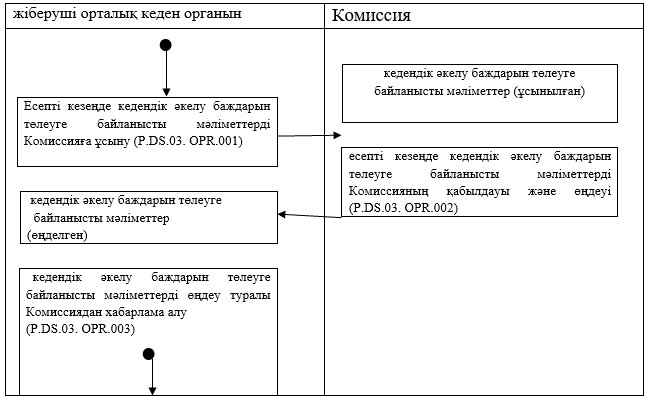 жіберуші орталық кеден органын
Комиссия
кедендік әкелу баждарын төлеуге
байланысты мәліметтер (ұсынылған)
Есепті кезеңде кедендік әкелу баждарын
төлеуге байланысты мәліметтерді
Комиссияға ұсыну (P.DS.03. OPR.001)
есепті кезеңде кедендік әкелу баждарын
төлеуге байланысты мәліметтерді
Комиссияның қабылдауы және өңдеуі
(P.DS.03. OPR.002)
кедендік әкелу баждарын төлеуге
байланысты мәліметтер
(өңделген)
кедендік әкелу баждарын төлеуге
байланысты мәліметтерді өңдеу туралы
Комиссиядан хабарлама алу
(P.DS.03. OPR.003)